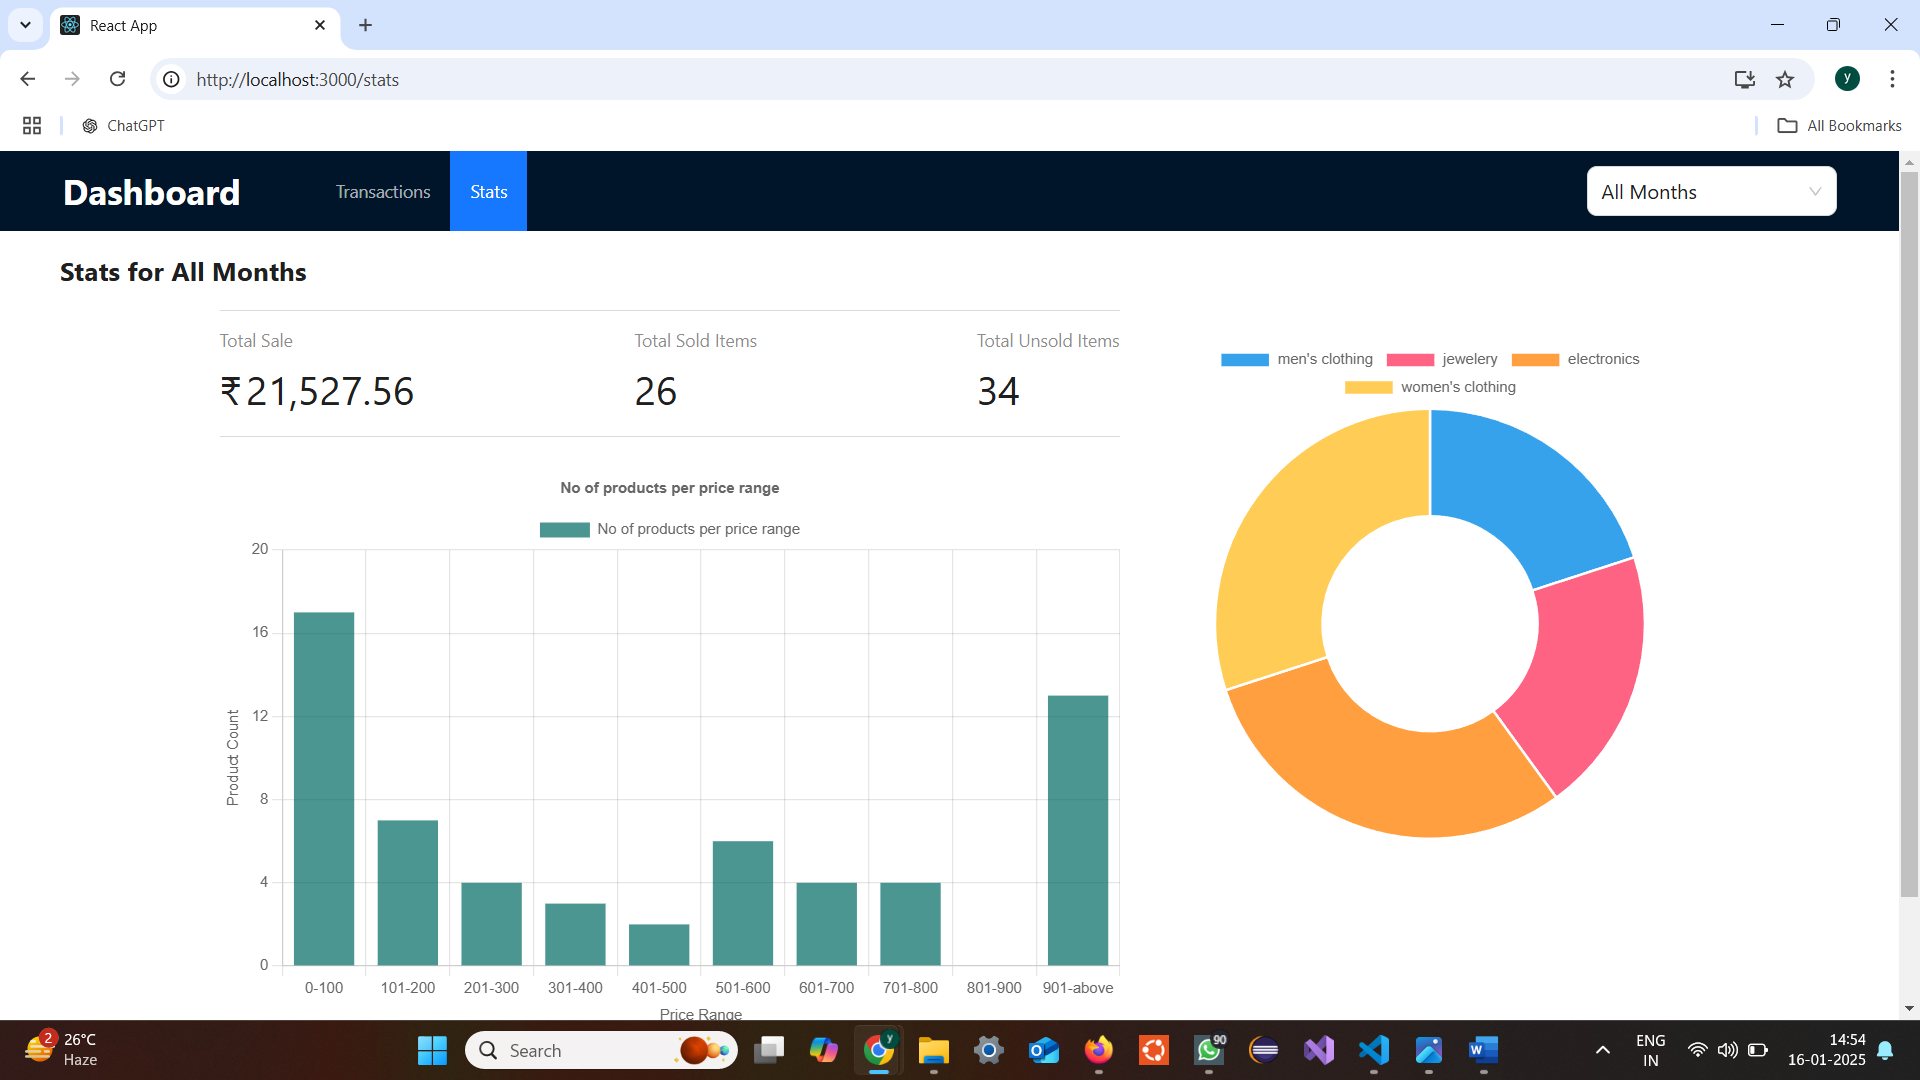 React App
http://localhost:3000/stats
y
ChatGPT
All Bookmarks
Dashboard
Transactions
Stats
All Months
Stats for All Months
Total Sale
Total Sold Items
Total Unsold Items
₹21,527.56
26
34
men's clothing
jewelery
electronics
women's clothing
No of products per price range
No of products per price range
Product Count
20
16
12
8
4
0
0-100
101-200
201-300
301-400
401-500
501-600
601-700
701-800
801-900
901-above
Price Range
2
26°C
Haze
Search
y
90
ENG
IN
14:54
16-01-2025